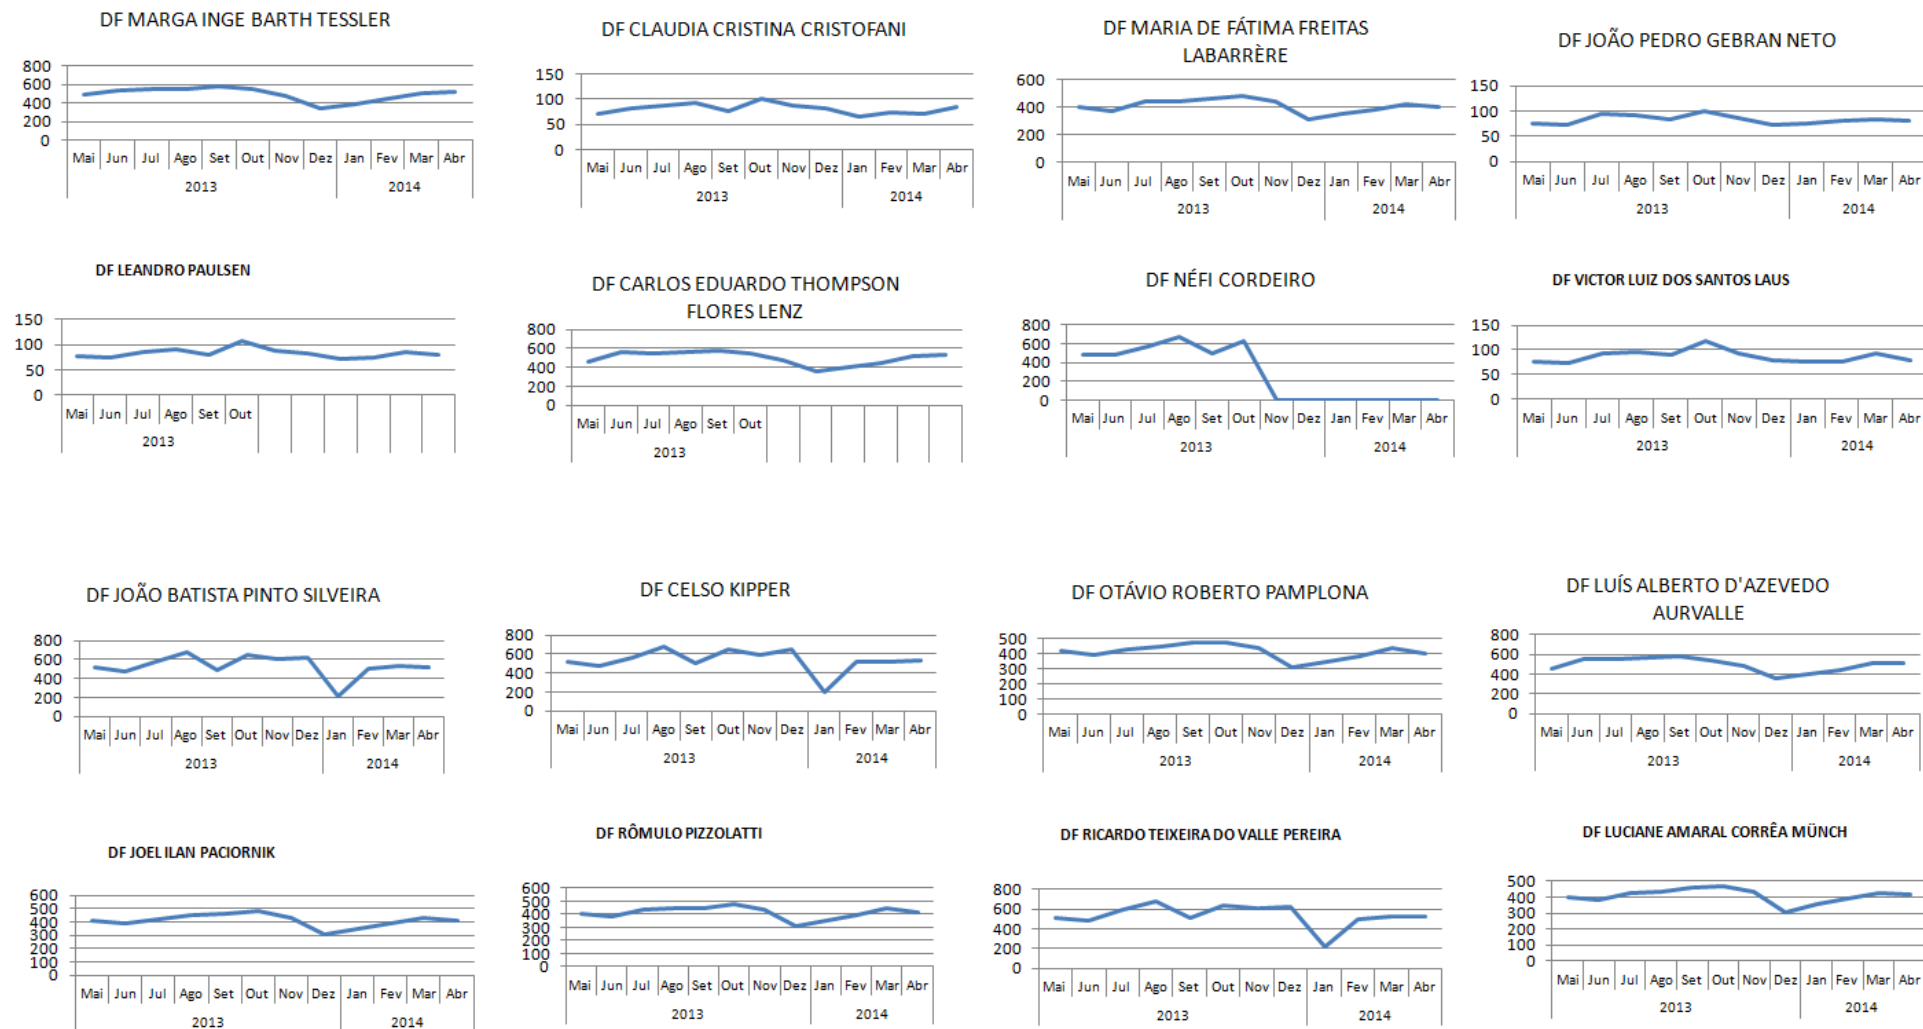 DF MARGA INGE BARTH TESSLER
800
600
400
200
0
Mai Jun Jul Ago Set Out Nov Dez Jan Fev Mar Abr
2013 2014
DF CLAUDIA CRISTINA CRISTOFANI
150
100
50
0
Mai Jun Jul Ago Set Out Nov Dez Jan Fev Mar Abr
2013 2014
DF MARIA DE FÁTIMA FREITAS
LABARRÈRE
600
400
200
0
Mai Jun Jul Ago Set Out Nov Dez Jan Fev Mar Abr
2013 2014
DF JOÃO PEDRO GEBRAN NETO
150
100
50
0
Mai Jun Jul Ago Set Out Nov Dez Jan Fev Mar Abr
2013 2014
DF LEANDRO PAULSEN
150
100
50
0
Mai Jun Jul Ago Set Out
2013
DF CARLOS EDUARDO THOMPSON
FLORES LENZ
800
600
400
200
0
Mai Jun Jul Ago Set Out
2013
DF NÉFI CORDEIRO
800
600
400
200
0
Mai Jun Jul Ago Set Out Nov Dez Jan Fev Mar Abr
2013 2014
DF VICTOR LUIZ DOS SANTOS LAUS
150
100
50
0
Mai Jun Jul Ago Set Out Nov Dez Jan Fev Mar Abr
2013 2014
DF JOÃO BATISTA PINTO SILVEIRA
800
600
400
200
0
Mai Jun Jul Ago Set Out Nov Dez Jan Fev Mar Abr
2013 2014
DF CELSO KIPPER
800
600
400
200
0
Mai Jun Jul Ago Set Out Nov Dez Jan Fev Mar Abr
2013 2014
DF OTÁVIO ROBERTO PAMPLONA
500
400
300
200
100
0
Mai Jun Jul Ago Set Out Nov Dez Jan Fev Mar Abr
2013 2014
DF LUÍS ALBERTO D'AZEVEDO
AURVALLE
800
600
400
200
0
Mai Jun Jul Ago Set Out Nov Dez Jan Fev Mar Abr
2013 2014
DF JOEL ILAN PACIORNIK
600
500
400
300
200
100
0
Mai Jun Jul Ago Set Out Nov Dez Jan Fev Mar Abr
2013 2014
DF RÔMULO PIZZOLATTI
600
500
400
300
200
100
0
Mai Jun Jul Ago Set Out Nov Dez Jan Fev Mar Abr
2013 2014
DF RICARDO TEIXEIRA DO VALLE PEREIRA
800
600
400
200
0
Mai Jun Jul Ago Set Out Nov Dez Jan Fev Mar Abr
2013 2014
DF LUCIANE AMARAL CORRÊA MÜNCH
500
400
300
200
100
0
Mai Jun Jul Ago Set Out Nov Dez Jan Fev Mar Abr
2013 2014